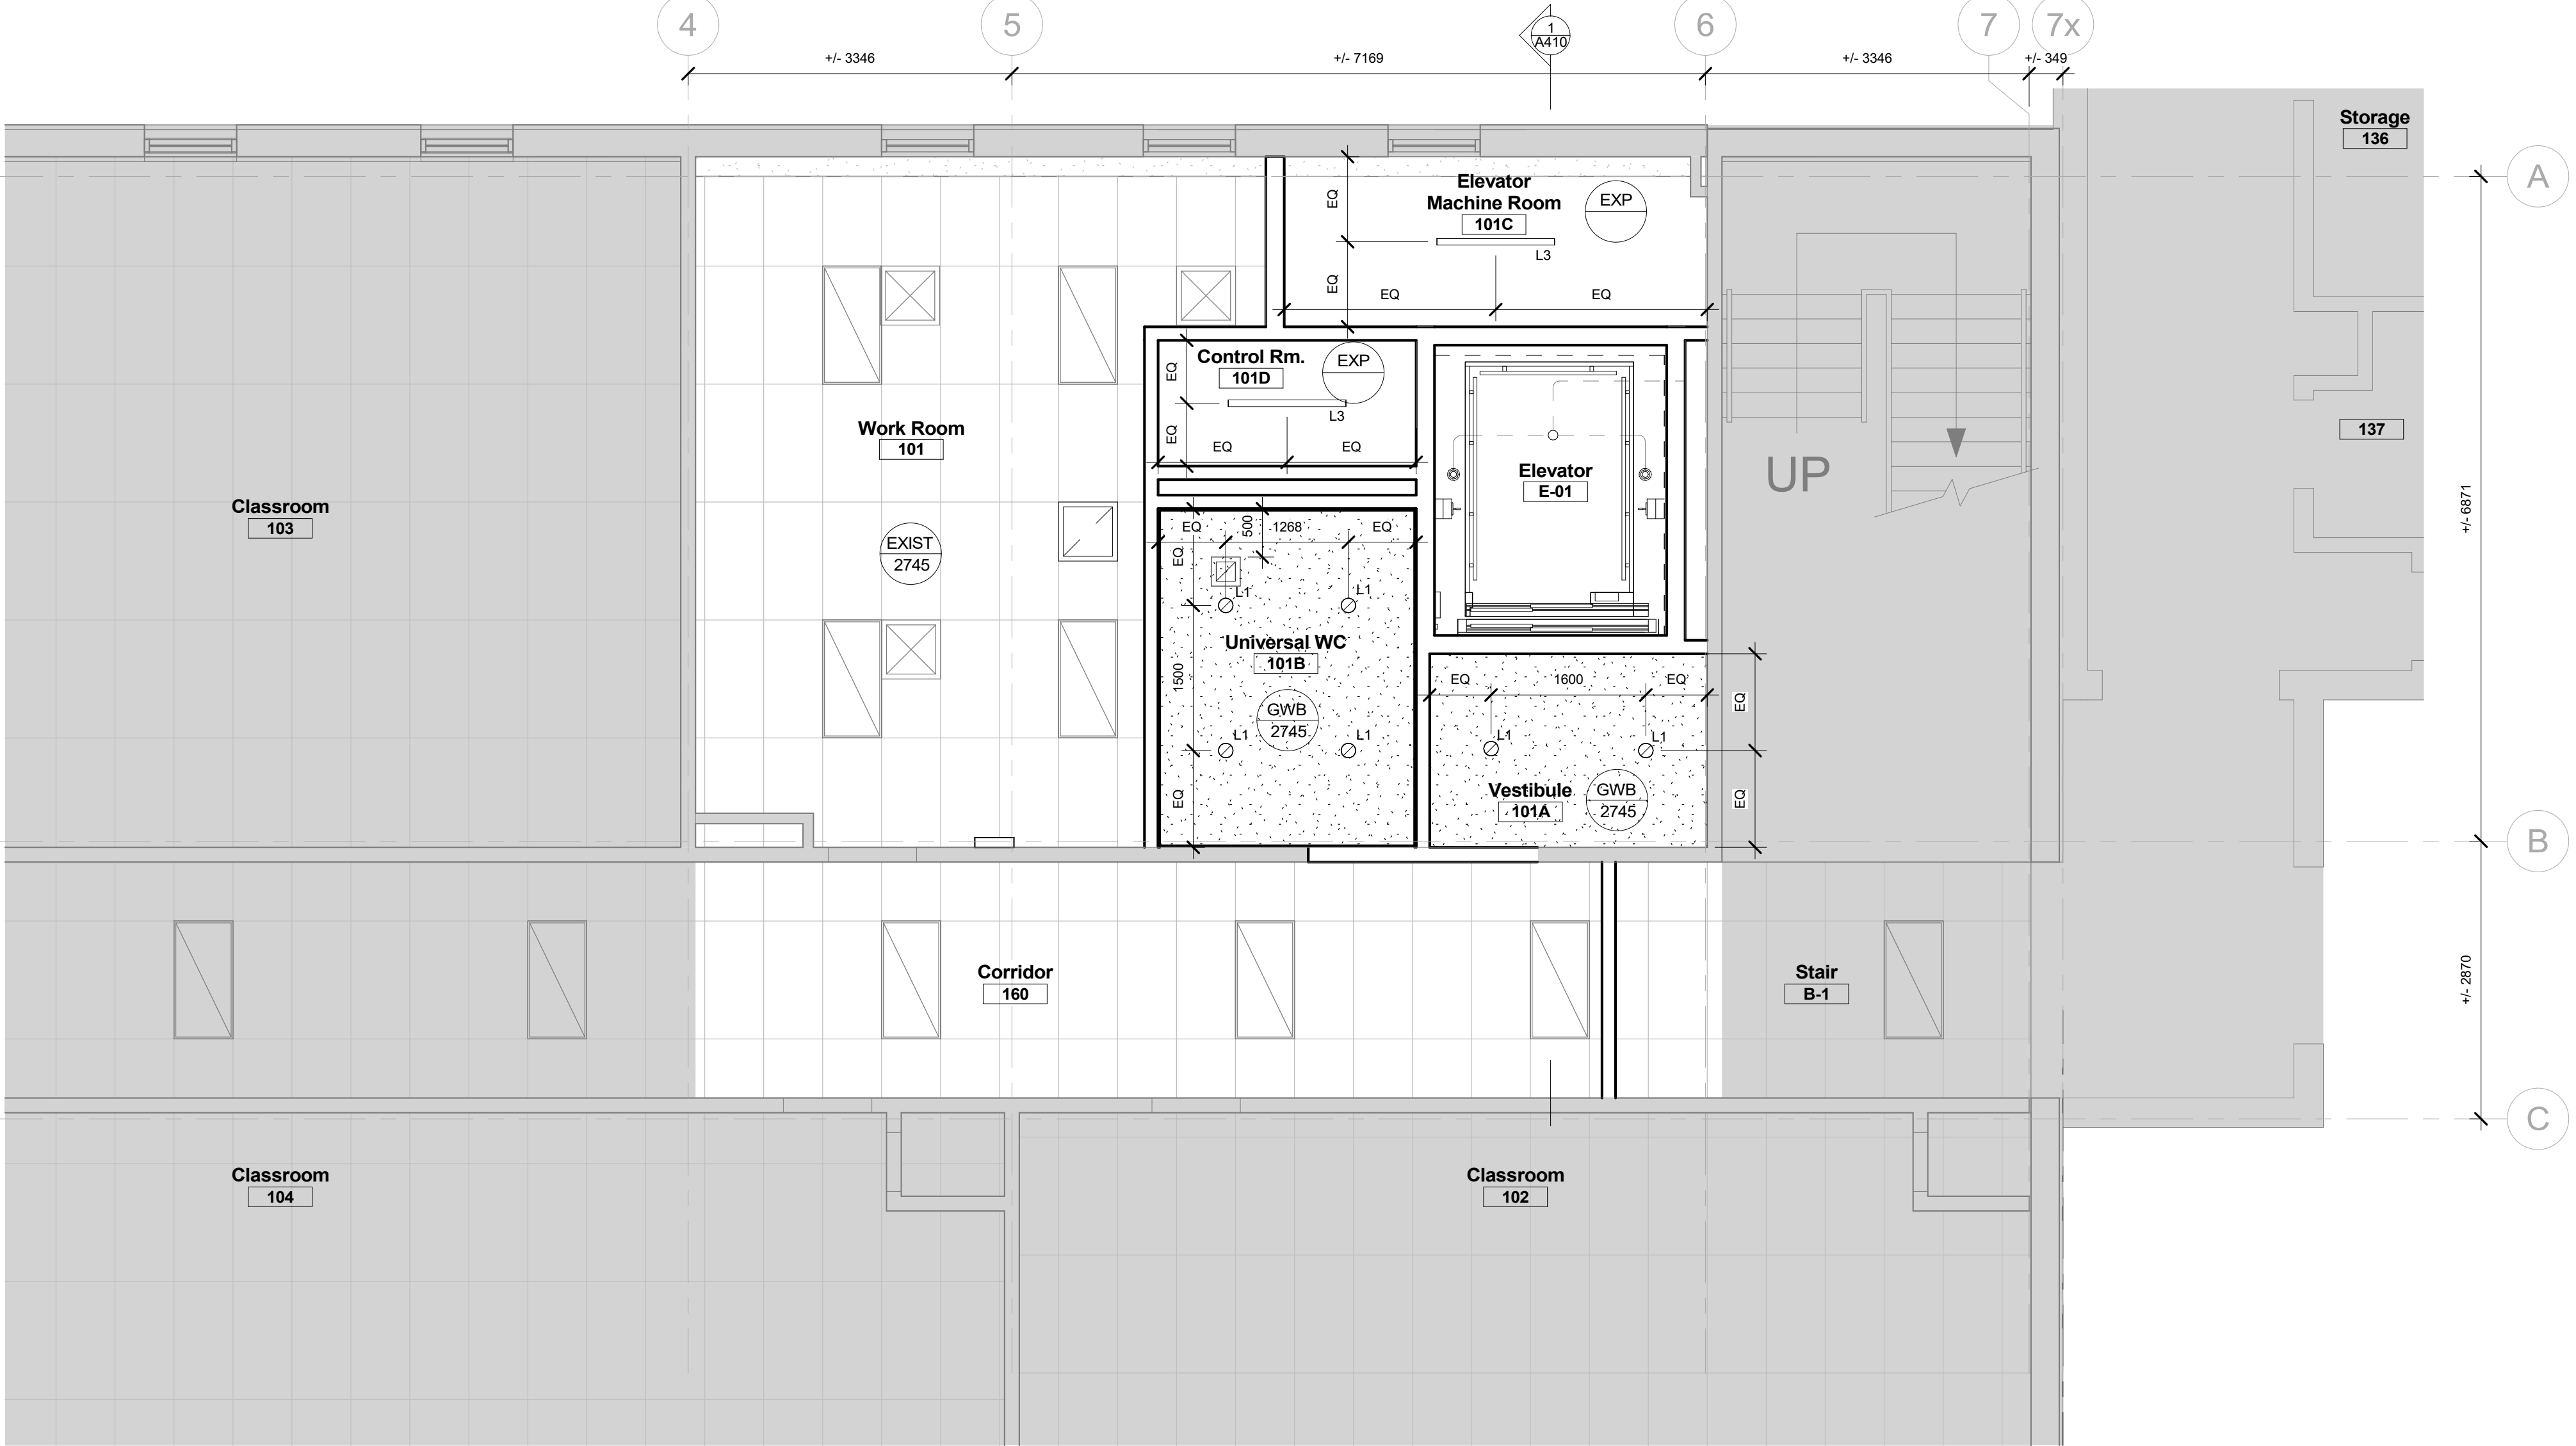 4
5
1
A410
6
7
7x
+/- 3346
+/- 7169
+/- 3346
+/- 349
Storage
136
A
Elevator
Machine Room
101C
EXP
EQ
L3
EQ
EQ
EQ
Control Rm.
101D
EXP
EQ
L3
EQ
EQ
EQ
Work Room
101
137
UP
Elevator
E-01
Classroom
103
+/- 6871
EXIST
2745
EQ
500
1268
EQ
EQ
L1
L1
Universal WC
101B
1500
GWB
2745
L1
L1
EQ
EQ
1600
EQ
EQ
L1
L1
Vestibule
101A
GWB
2745
EQ
B
Corridor
160
Stair
B-1
+/- 2870
C
Classroom
104
Classroom
102